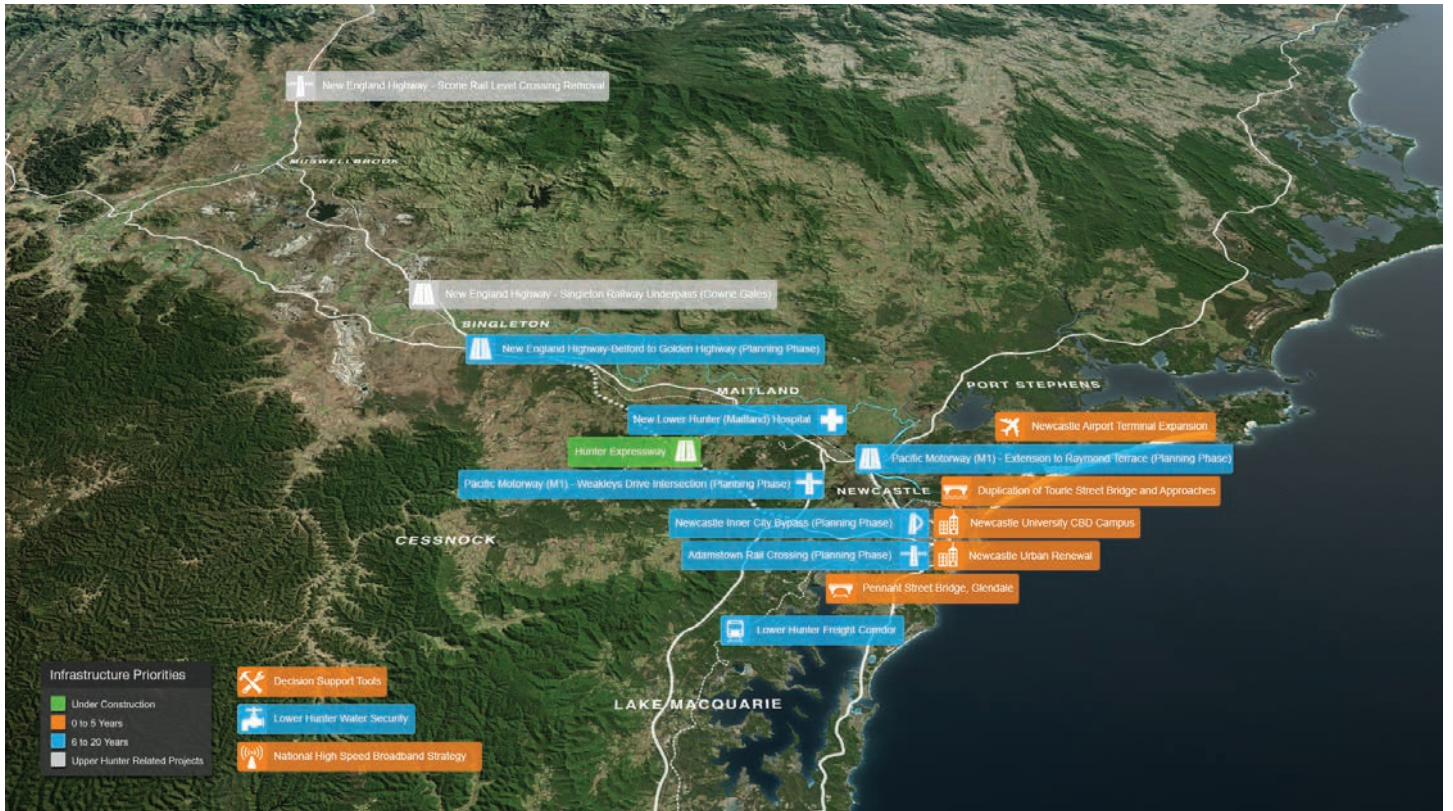 New England Highway - Scone Rail Level Crossing Removal
MUSWELLBROOK
New England Highway - Singleton Railway Underpass (Gowrie Gates)
SINGLETON
New England Highway-Belford to Golden Highway (Planning Phase)
MAITLAND
PORT STEPHENS
New Lower Hunter (Maitland) Hospital
Newcastle Airport Terminal Expansion
Hunter Expressway
Pacific Motorway (M1) - Extension to Raymond Terrace (Planning Phase)
Pacific Motorway (M1) - Weakleys Drive Intersection (Planning Phase)
NEWCASTLE
Duplication of Tourle Street Bridge and Approaches
Newcastle Inner City Bypass (Planning Phase)
Newcastle University CBD Campus
CESSNOCK
Adamstown Rail Crossing (Planning Phase)
Newcastle Urban Renewal
Pennant Street Bridge, Glendale
Lower Hunter Freight Corridor
LAKE MACQUARIE
Infrastructure Priorities
Under Construction
0 to 5 Years
6 to 20 Years
Upper Hunter Related Projects
Decision Support Tools
Lower Hunter Water Security
National High Speed Broadband Strategy